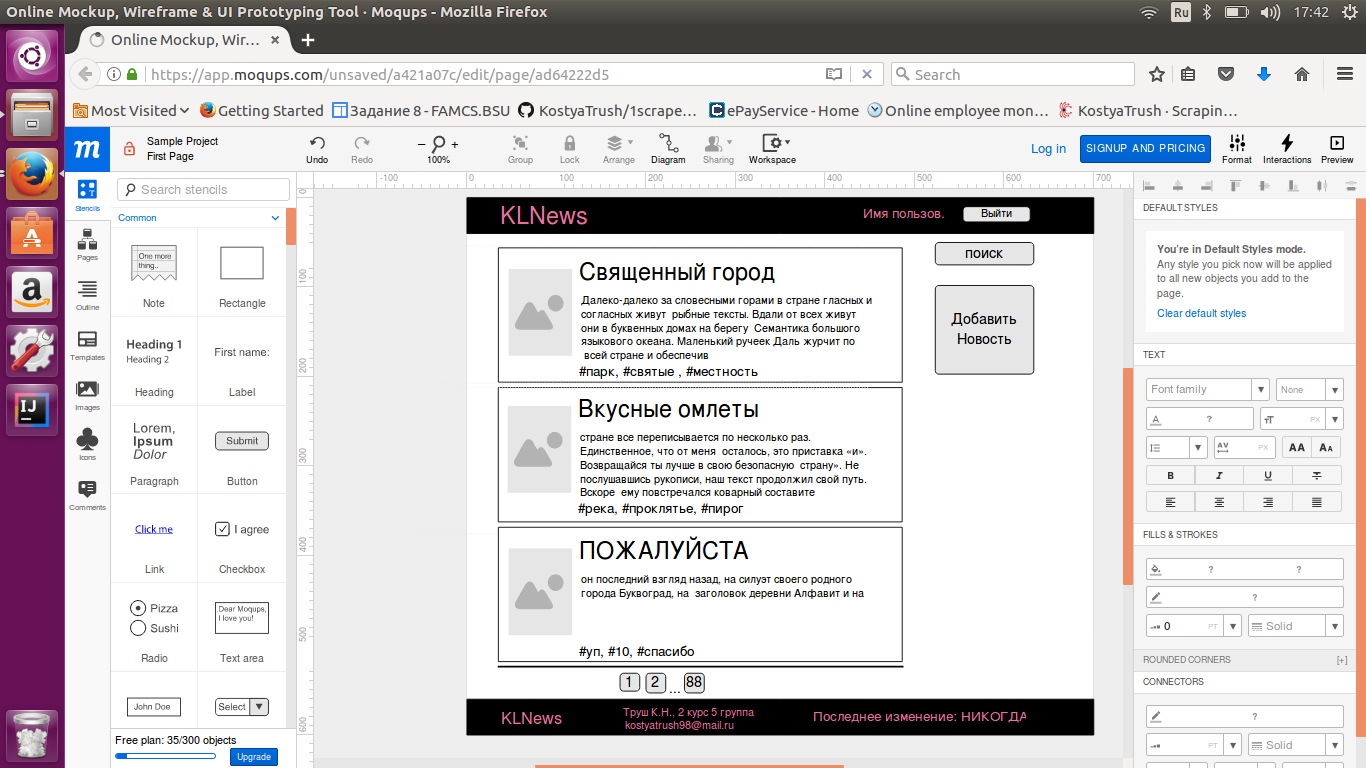 Online Mockup, Wireframe & UI Prototyping Tool · Moqups - Mozilla Firefox
Ru
17:42
Online Mockup, Wir…
https://app.moqups.com/unsaved/a421a07c/edit/page/ad64222d5
Search
Most Visited
Getting Started
Задание 8 - FAMCS.BSU
KostyaTrush/1scrape…
ePayService - Home
Online employee mon…
KostyaTrush · Scrapin…
m
Sample Project
First Page
Undo
Redo
100%
Group
Lock
Arrange
Diagram
Sharing
Workspace
Log in
SIGNUP AND PRICING
Format
Interactions
Preview
Stencils
Pages
Outline
Templates
Images
Icons
Comments
Search stencils
Common
One more
thing..
Note
Rectangle
Heading 1
Heading 2
Heading
First name:
Label
Lorem,
Ipsum
Dolor
Paragraph
Submit
Button
Click me
Link
I agree
Checkbox
Pizza
Sushi
Radio
Dear Moqups,
I love you!
Text area
John Doe
Select
Free plan: 35/300 objects
Upgrade
-100
0
100
200
300
400
500
600
700
0
100
200
300
400
500
600
KLNews
Имя пользов.
Выйти
Священный город
Далеко-далеко за словесными горами в стране гласных и
согласных живут рыбные тексты. Вдали от всех живут
они в буквенных домах на берегу Семантика большого
языкового океана. Маленький ручеек Даль журчит по
всей стране и обеспечив
#парк, #святые , #местность
Вкусные омлеты
стране все переписывается по несколько раз.
Единственное, что от меня осталось, это приставка «и».
Возвращайся ты лучше в свою безопасную страну». Не
послушавшись рукописи, наш текст продолжил свой путь.
Вскоре ему повстречался коварный составите
#река, #проклятье, #пирог
ПОЖАЛУЙСТА
он последний взгляд назад, на силуэт своего родного
города Буквоград, на заголовок деревни Алфавит и на
#уп, #10, #спасибо
1
2
...
88
поиск
Добавить
Новость
KLNews
Труш К.Н., 2 курс 5 группа
kostyatrush98@mail.ru
Последнее изменение: НИКОГДА
DEFAULT STYLES
You're in Default Styles mode.
Any style you pick now will be applied
to all new objects you add to the
page.
Clear default styles
TEXT
Font family
None
A ?
PX
AV PX
AA
AA
B
I
U
FILLS & STROKES
? ?
?
0 PT
Solid
ROUNDED CORNERS [+]
CONNECTORS
?
PT
Solid